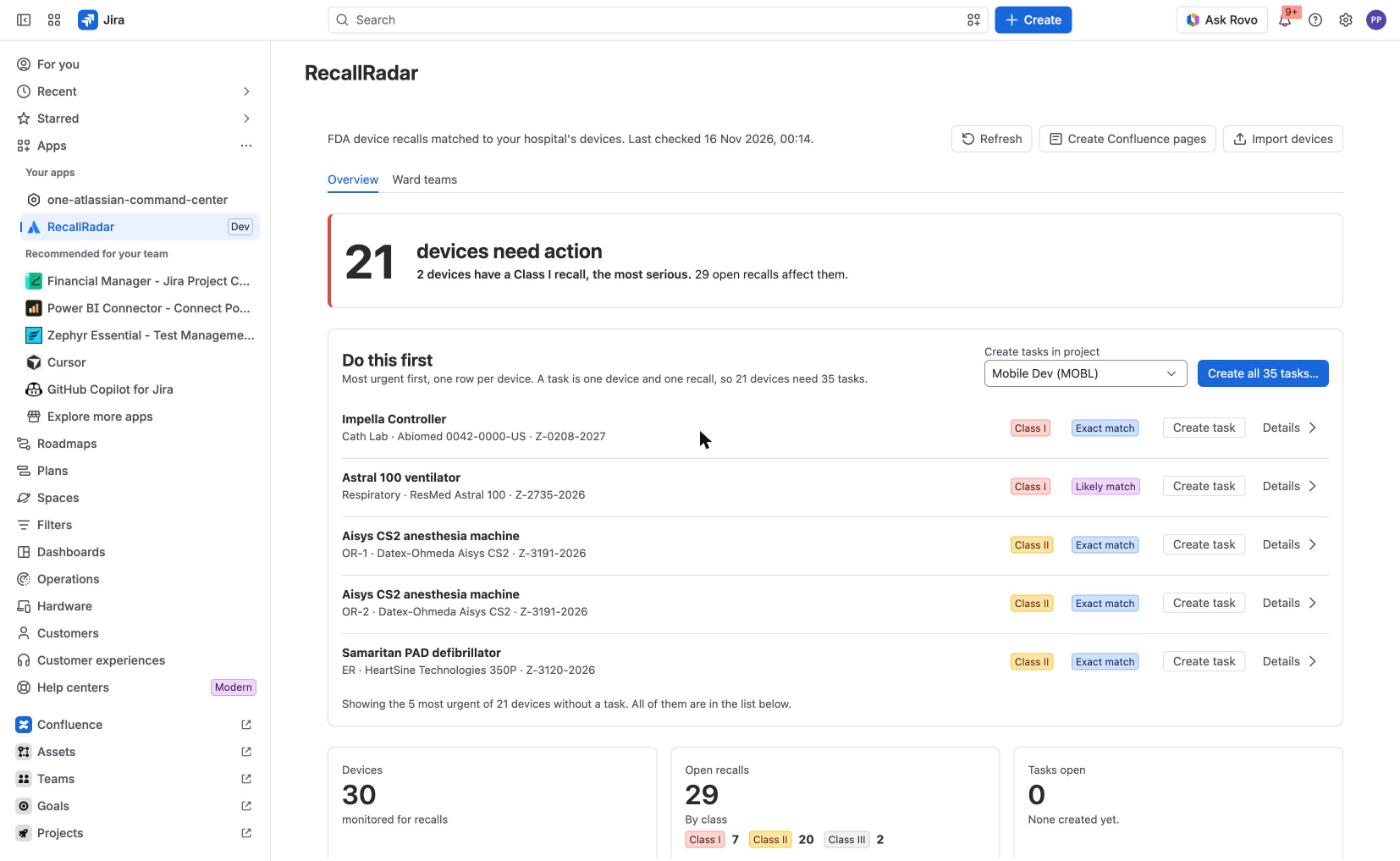 Jira
Search
Create
Ask Rovo
9+
PP
For you
Recent
Starred
Apps
Your apps
one-atlassian-command-center
RecallRadar
Dev
Recommended for your team
Financial Manager - Jira Project C...
Power BI Connector - Connect Po...
Zephyr Essential - Test Manageme...
Cursor
GitHub Copilot for Jira
Explore more apps
Roadmaps
Plans
Spaces
Filters
Dashboards
Operations
Hardware
Customers
Customer experiences
Help centers
Modern
Confluence
Assets
Teams
Goals
Projects
RecallRadar
FDA device recalls matched to your hospital's devices. Last checked 16 Nov 2026, 00:14.
Refresh
Create Confluence pages
Import devices
Overview
Ward teams
21
devices need action
2 devices have a Class I recall, the most serious. 29 open recalls affect them.
Do this first
Most urgent first, one row per device. A task is one device and one recall, so 21 devices need 35 tasks.
Create tasks in project
Mobile Dev (MOBL)
Create all 35 tasks...
Impella Controller
Cath Lab · Abiomed 0042-0000-US · Z-0208-2027
Class I
Exact match
Create task
Details
Astral 100 ventilator
Respiratory · ResMed Astral 100 · Z-2735-2026
Class I
Likely match
Create task
Details
Aisys CS2 anesthesia machine
OR-1 · Datex-Ohmeda Aisys CS2 · Z-3191-2026
Class II
Exact match
Create task
Details
Aisys CS2 anesthesia machine
OR-2 · Datex-Ohmeda Aisys CS2 · Z-3191-2026
Class II
Exact match
Create task
Details
Samaritan PAD defibrillator
ER · HeartSine Technologies 350P · Z-3120-2026
Class II
Exact match
Create task
Details
Showing the 5 most urgent of 21 devices without a task. All of them are in the list below.
Devices
30
monitored for recalls
Open recalls
29
By class
Class I 7 Class II 20 Class III 2
Tasks open
0
None created yet.